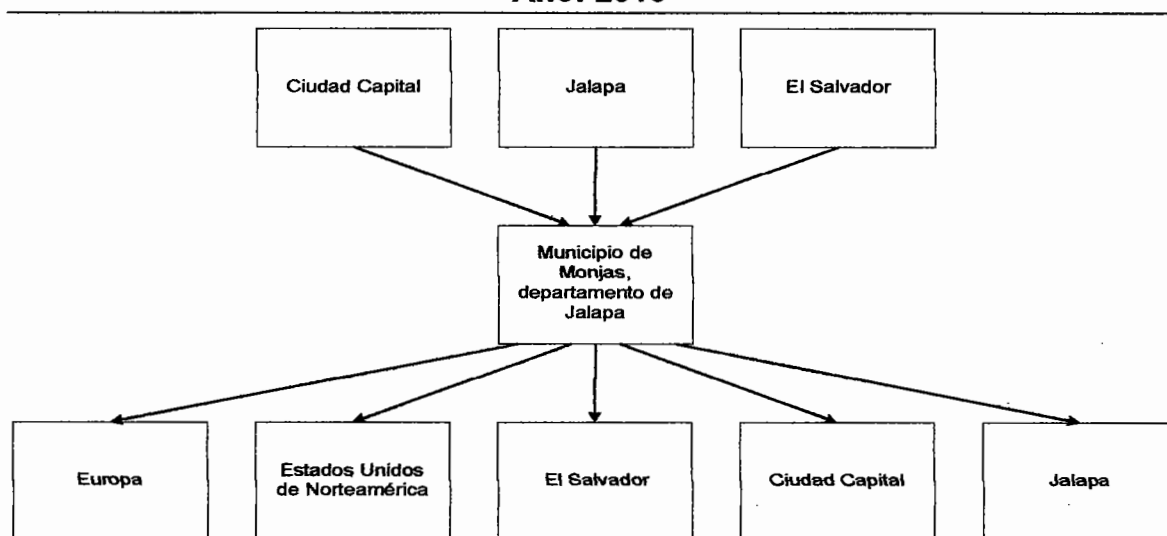 Ciudad Capital
Jalapa
El Salvador
Municipio de
Monjas,
departamento de
Jalapa
Europa
Estados Unidos
de Norteamérica
El Salvador
Ciudad Capital
Jalapa